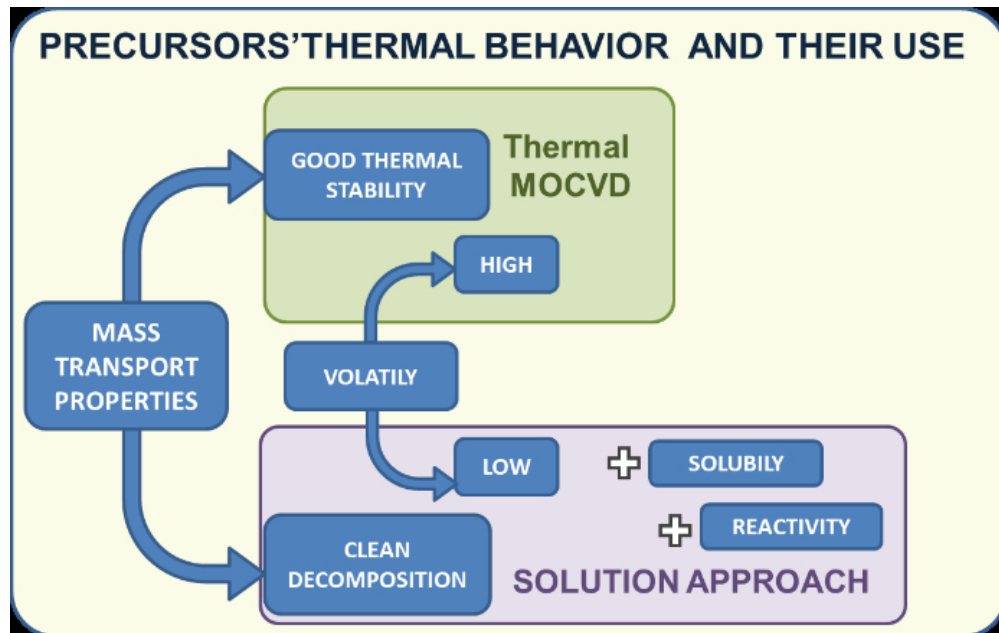 PRECURSORS'THERMAL BEHAVIOR AND THEIR USE
GOOD THERMAL
STABILITY
Thermal
MOCVD
HIGH
MASS
TRANSPORT
PROPERTIES
VOLATILY
LOW
SOLUBILY
REACTIVITY
CLEAN
DECOMPOSITION
SOLUTION APPROACH